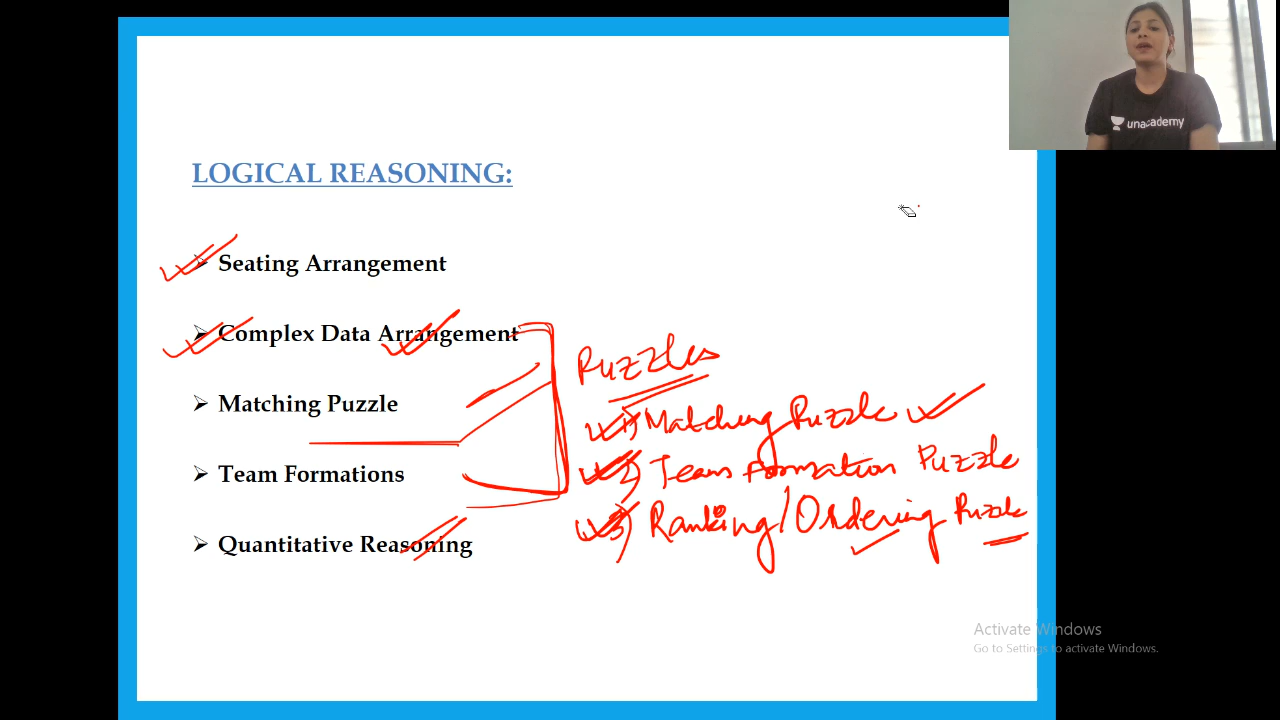 unacademy
LOGICAL REASONING:
➢ Seating Arrangement
➢ Complex Data Arrangement
➢ Matching Puzzle
➢ Team Formations
➢ Quantitative Reasoning
Puzzles
1) Matching Puzzle
2) Team Formation Puzzle
3) Ranking/Ordering Puzzle
Activate Windows
Go to Settings to activate Windows.